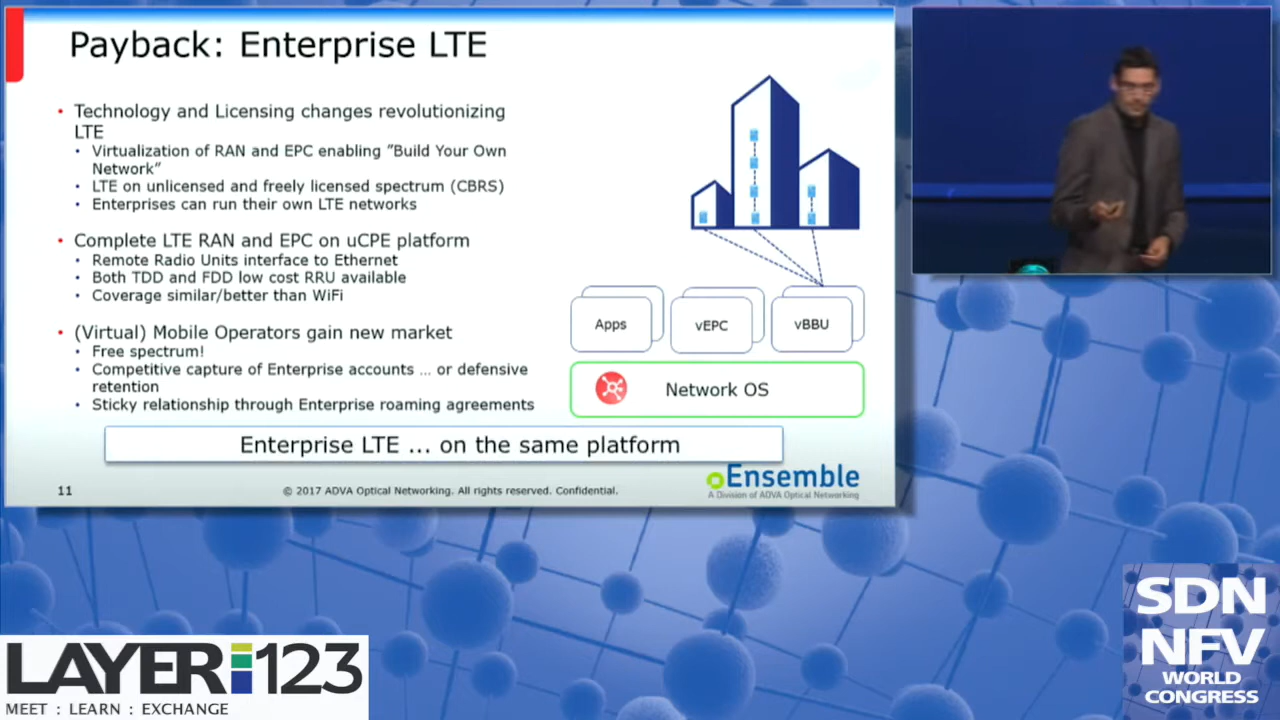 Payback: Enterprise LTE
• Technology and Licensing changes revolutionizing
LTE
• Virtualization of RAN and EPC enabling ”Build Your Own
Network”
• LTE on unlicensed and freely licensed spectrum (CBRS)
• Enterprises can run their own LTE networks
• Complete LTE RAN and EPC on uCPE platform
• Remote Radio Units interface to Ethernet
• Both TDD and FDD low cost RRU available
• Coverage similar/better than WiFi
• (Virtual) Mobile Operators gain new market
• Free spectrum!
• Competitive capture of Enterprise accounts … or defensive
retention
• Sticky relationship through Enterprise roaming agreements
Apps
vEPC
vBBU
Network OS
Enterprise LTE ... on the same platform
11
© 2017 ADVA Optical Networking. All rights reserved. Confidential.
Ensemble
A Division of ADVA Optical Networking
LAYER123
MEET : LEARN : EXCHANGE
SDN
NFV
WORLD
CONGRESS